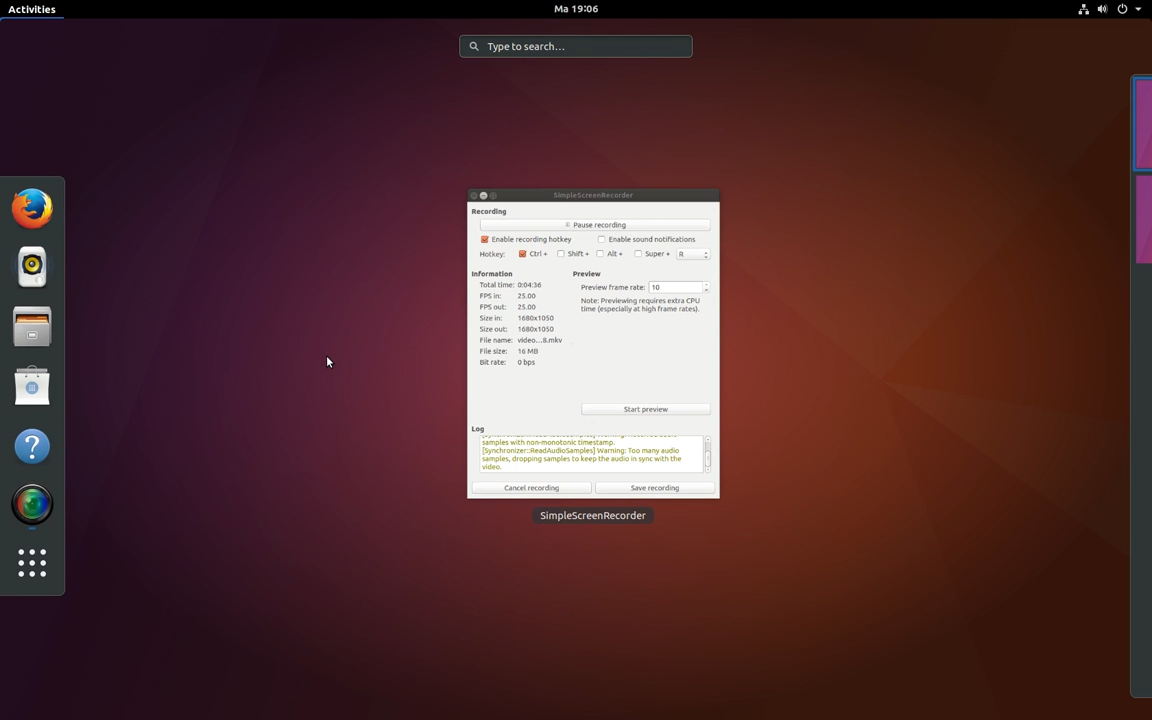 Activities
Ma 19:06
Type to search...
SimpleScreenRecorder
Recording
Pause recording
Enable recording hotkey
Enable sound notifications
Hotkey: Ctrl + Shift + Alt + Super + R
Information
Preview
Total time: 0:04:36
Preview frame rate: 10
FPS in: 25.00
Note: Previewing requires extra CPU
time (especially at high frame rates).
FPS out: 25.00
Size in: 1680x1050
Size out: 1680x1050
File name: video...8.mkv
File size: 16 MB
Bit rate: 0 bps
Start preview
Log
samples with non-monotonic timestamp.
[Synchronizer::ReadAudioSamples] Warning: Too many audio
samples, dropping samples to keep the audio in sync with the
video.
Cancel recording
Save recording
SimpleScreenRecorder